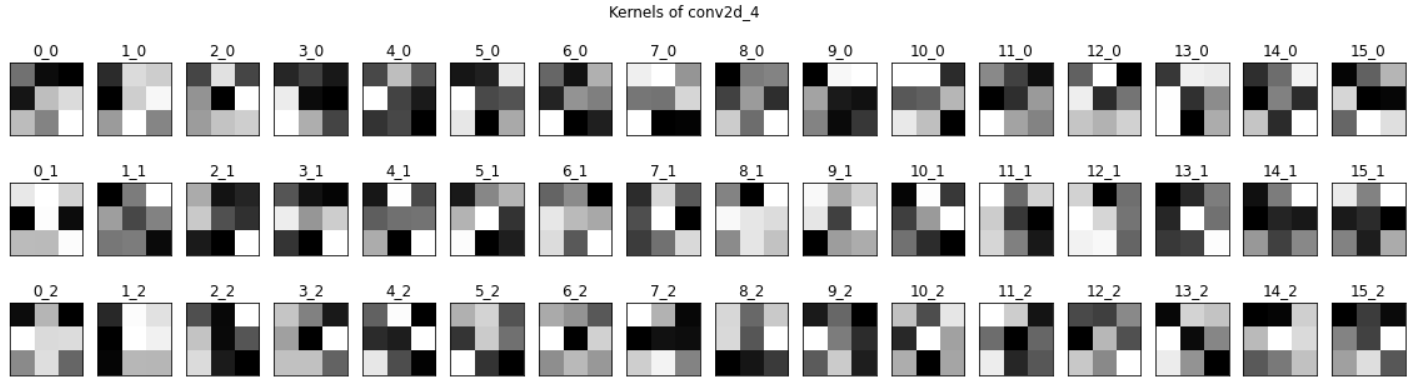 Kernels of conv2d_4
0_0 1_0 2_0 3_0 4_0 5_0 6_0 7_0 8_0 9_0 10_0 11_0 12_0 13_0 14_0 15_0
0_1 1_1 2_1 3_1 4_1 5_1 6_1 7_1 8_1 9_1 10_1 11_1 12_1 13_1 14_1 15_1
0_2 1_2 2_2 3_2 4_2 5_2 6_2 7_2 8_2 9_2 10_2 11_2 12_2 13_2 14_2 15_2